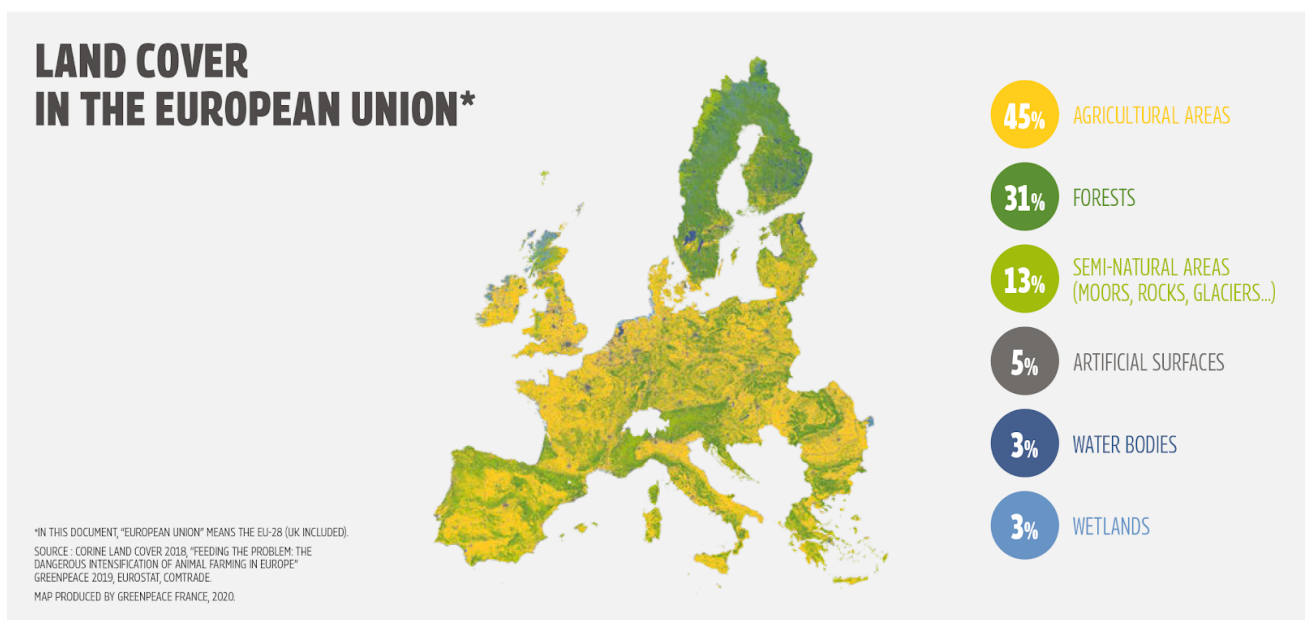 LAND COVER
IN THE EUROPEAN UNION*
45% AGRICULTURAL AREAS
31% FORESTS
13% SEMI-NATURAL AREAS
(MOORS, ROCKS, GLACIERS...)
5% ARTIFICIAL SURFACES
3% WATER BODIES
3% WETLANDS
*IN THIS DOCUMENT, "EUROPEAN UNION" MEANS THE EU-28 (UK INCLUDED).
SOURCE : CORINE LAND COVER 2018, "FEEDING THE PROBLEM: THE
DANGEROUS INTENSIFICATION OF ANIMAL FARMING IN EUROPE"
GREENPEACE 2019, EUROSTAT, COMTRADE.
MAP PRODUCED BY GREENPEACE FRANCE, 2020.